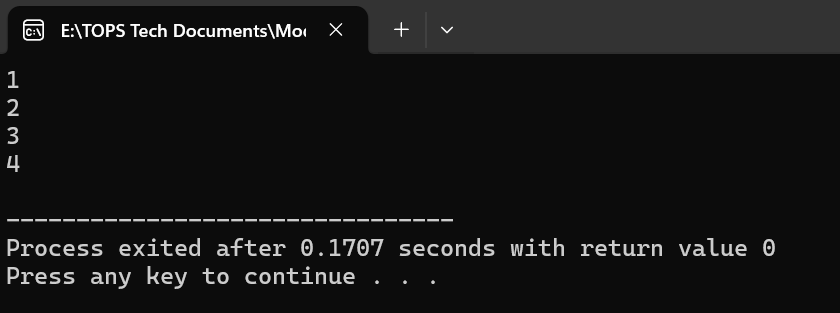 E:\TOPS Tech Documents\Moc
1
2
3
4
--------------------------------
Process exited after 0.1707 seconds with return value 0
Press any key to continue . . .